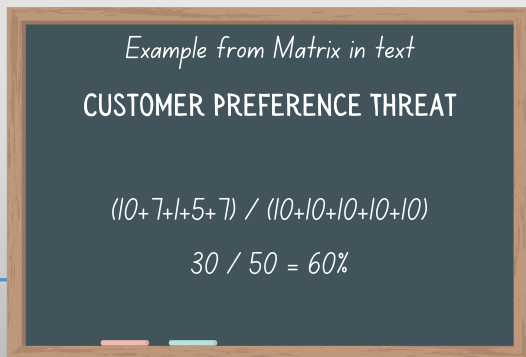 Example from Matrix in text
CUSTOMER PREFERENCE THREAT
(10+7+1+5+7) / (10+10+10+10+10)
30 / 50 = 60%